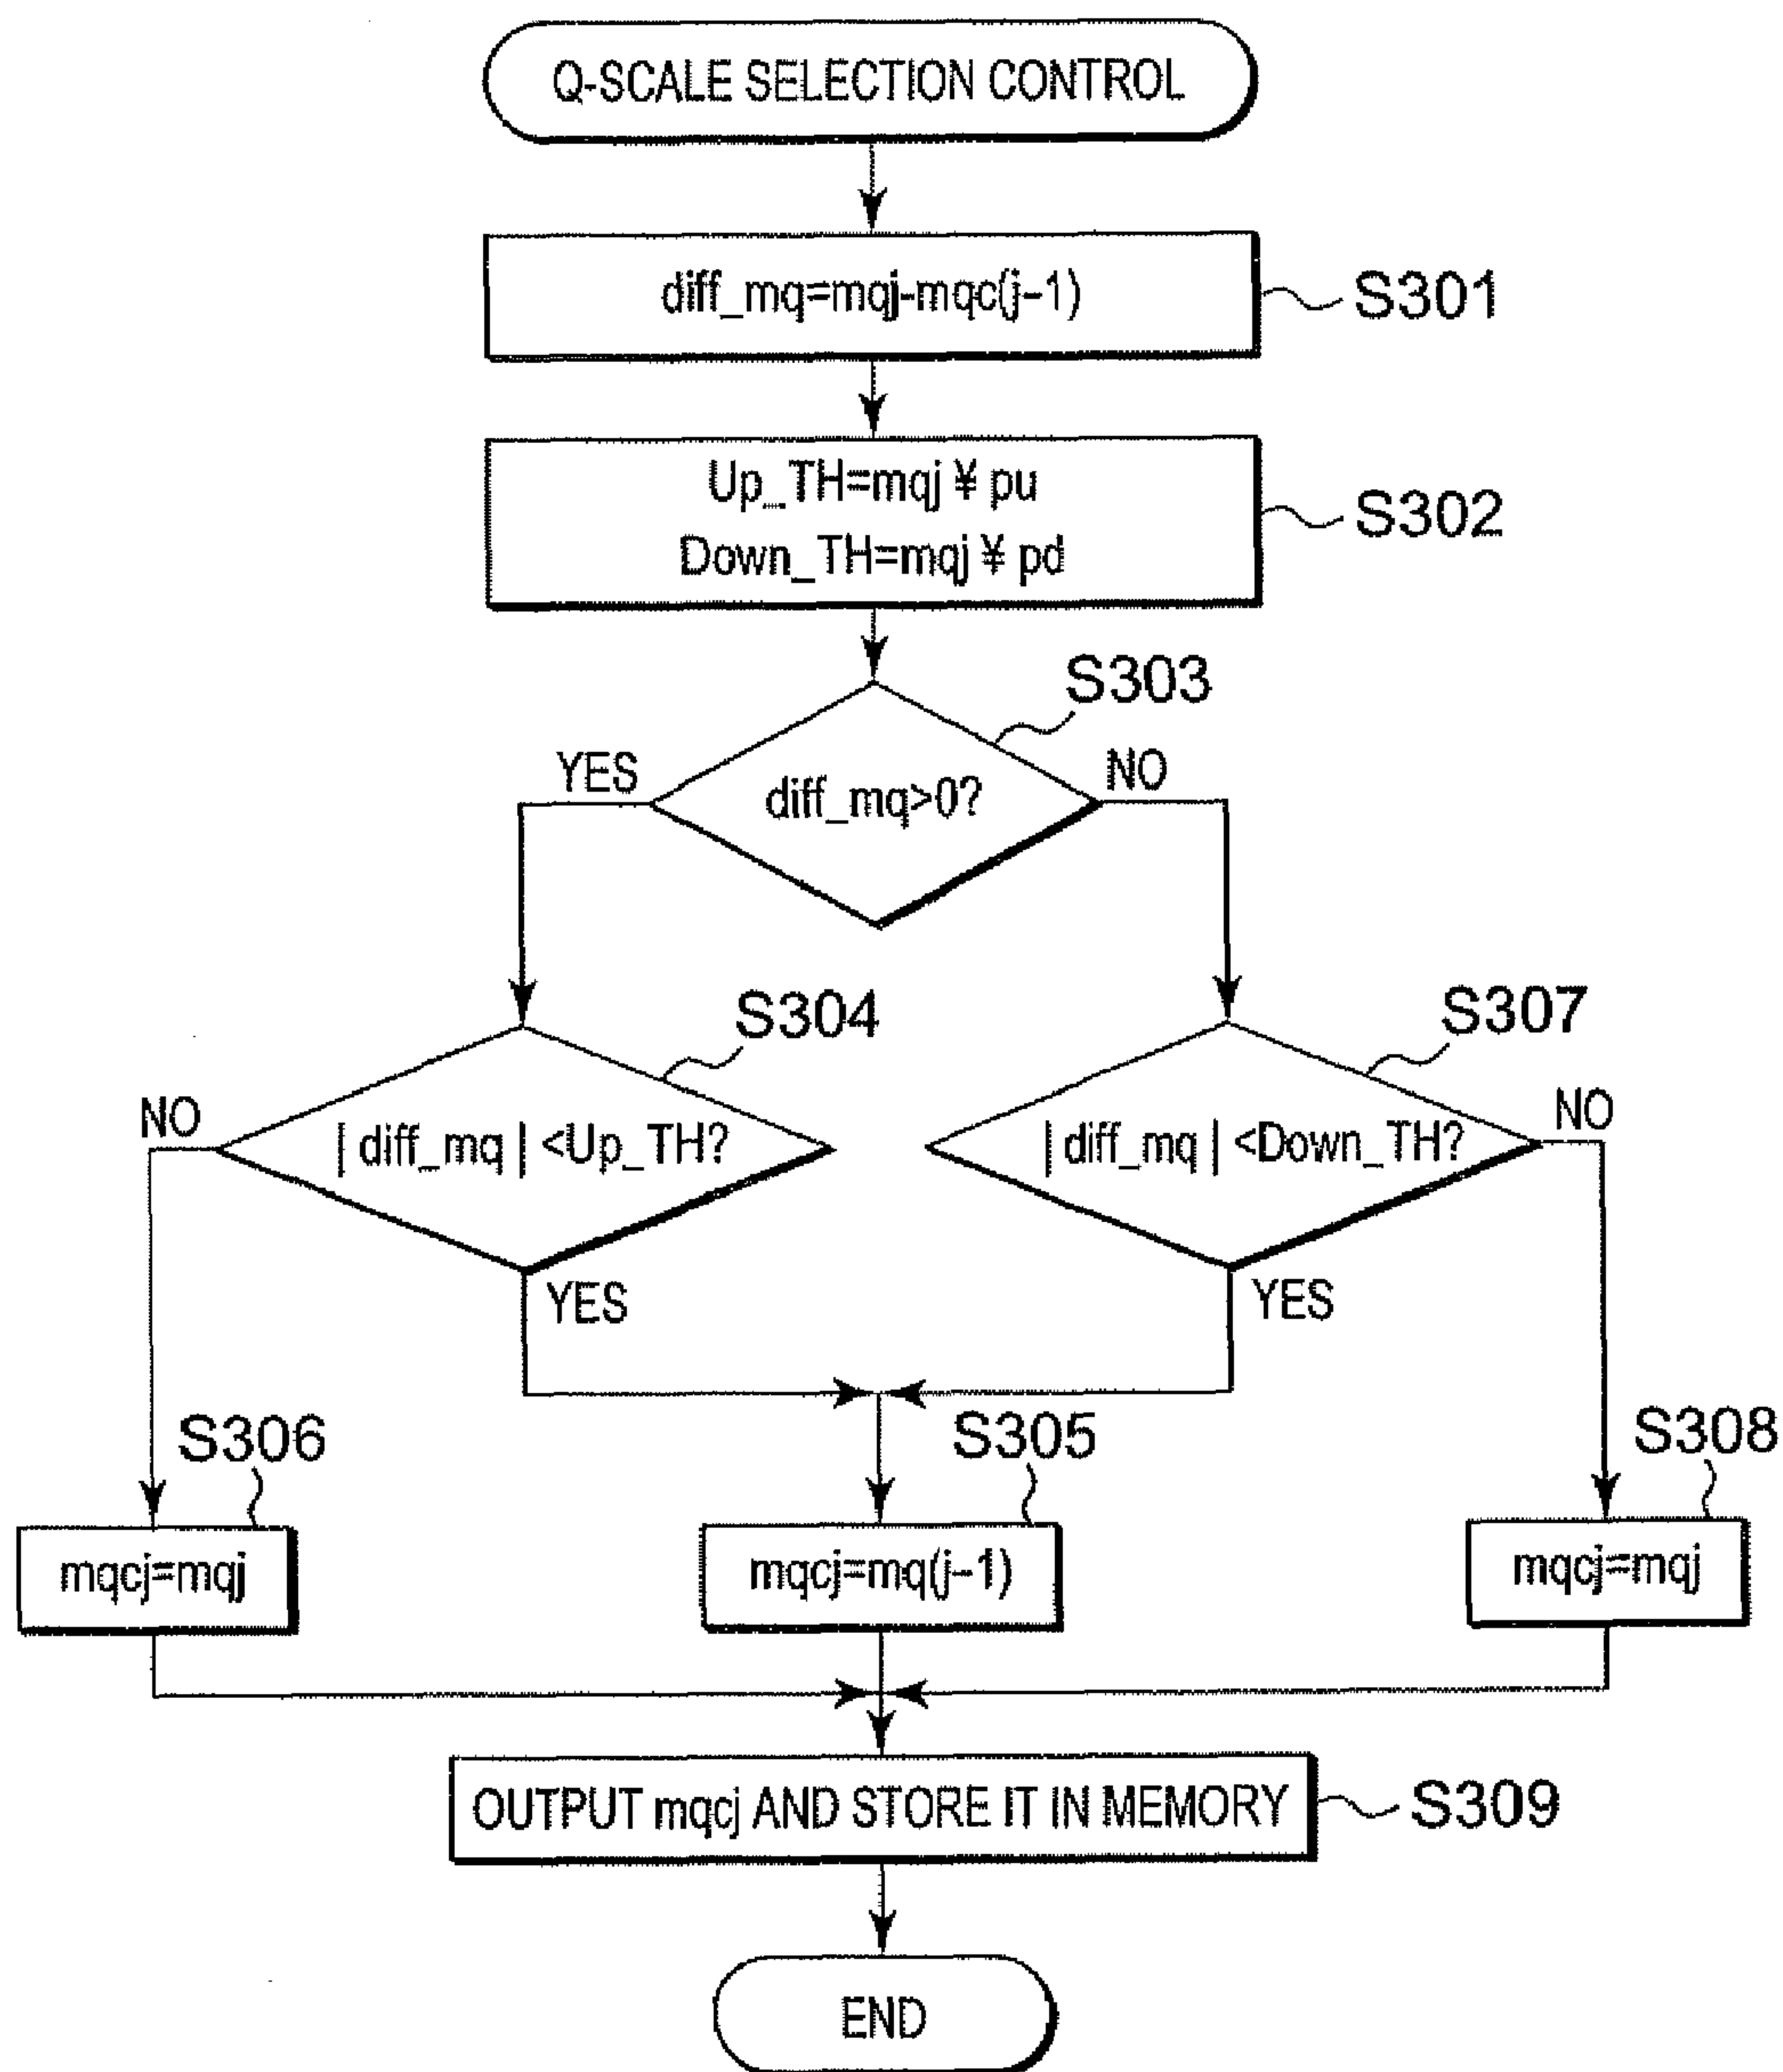 Q-SCALE SELECTION CONTROL
diff_mq=mqj-mqc(j-1)
S301
Up_TH=mqj ¥ pu
Down_TH=mqj ¥ pd
S302
S303
YES
diff_mq>0?
NO
S304
NO
| diff_mq | <Up_TH?
YES
S307
| diff_mq | <Down_TH?
NO
YES
S306
mqcj=mqj
S305
mqcj=mq(j-1)
S308
mqcj=mqj
OUTPUT mqcj AND STORE IT IN MEMORY
S309
END